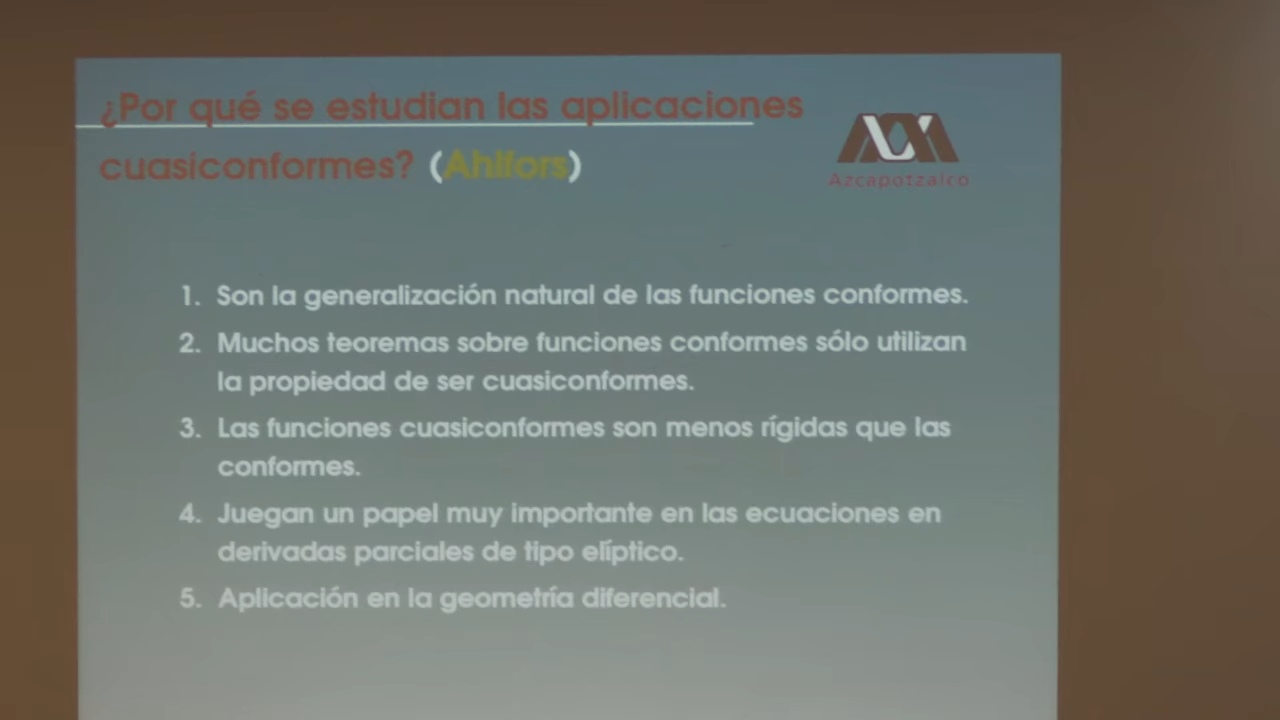 ¿Por qué se estudian las aplicaciones
cuasiconformes? (Ahlfors)
Azcapotzalco
1. Son la generalización natural de las funciones conformes.
2. Muchos teoremas sobre funciones conformes sólo utilizan
la propiedad de ser cuasiconformes.
3. Las funciones cuasiconformes son menos rígidas que las
conformes.
4. Juegan un papel muy importante en las ecuaciones en
derivadas parciales de tipo elíptico.
5. Aplicación en la geometría diferencial.